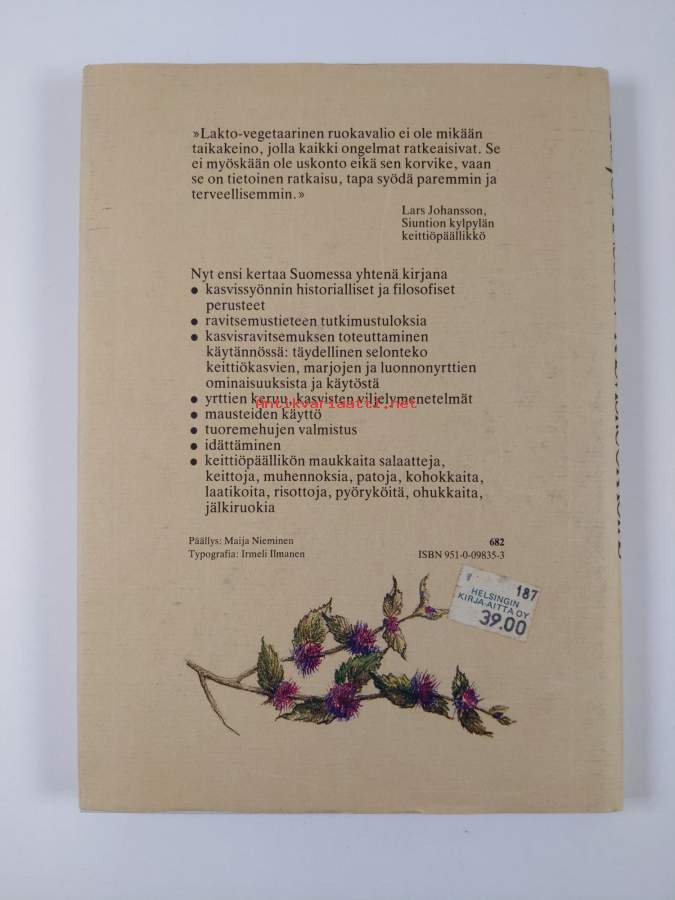 »Lakto-vegetaarinen ruokavalio ei ole mikään
taikakeino, jolla kaikki ongelmat ratkeaisivat. Se
ei myöskään ole uskonto eikä sen korvike, vaan
se on tietoinen ratkaisu, tapa syödä paremmin ja
terveellisemmin.»
Lars Johansson,
Siuntion kylpylän
keittiöpäällikkö
Nyt ensi kertaa Suomessa yhtenä kirjana
● kasvissyönnin historialliset ja filosofiset
perusteet
● ravitsemustieteen tutkimustuloksia
● kasvisravitsemuksen toteuttaminen
käytännössä: täydellinen selonteko
keittiökasvien, marjojen ja luonnonyrttien
ominaisuuksista ja käytöstä
● yrttien keruu, kasvisten viljelymenetelmät
Antikvariaatti.net
● mausteiden käyttö
● tuoremehujen valmistus
● idättäminen
● keittiöpäällikön maukkaita salaatteja,
keittoja, muhennoksia, patoja, kohokkaita,
laatikoita, risottoja, pyöryköitä, ohukkaita,
jälkiruokia
Päällys: Maija Nieminen 682
Typografia: Irmeli Ilmanen ISBN 951-0-09835-3
187
HELSINGIN
KIRJA-AITTA OY
39.00